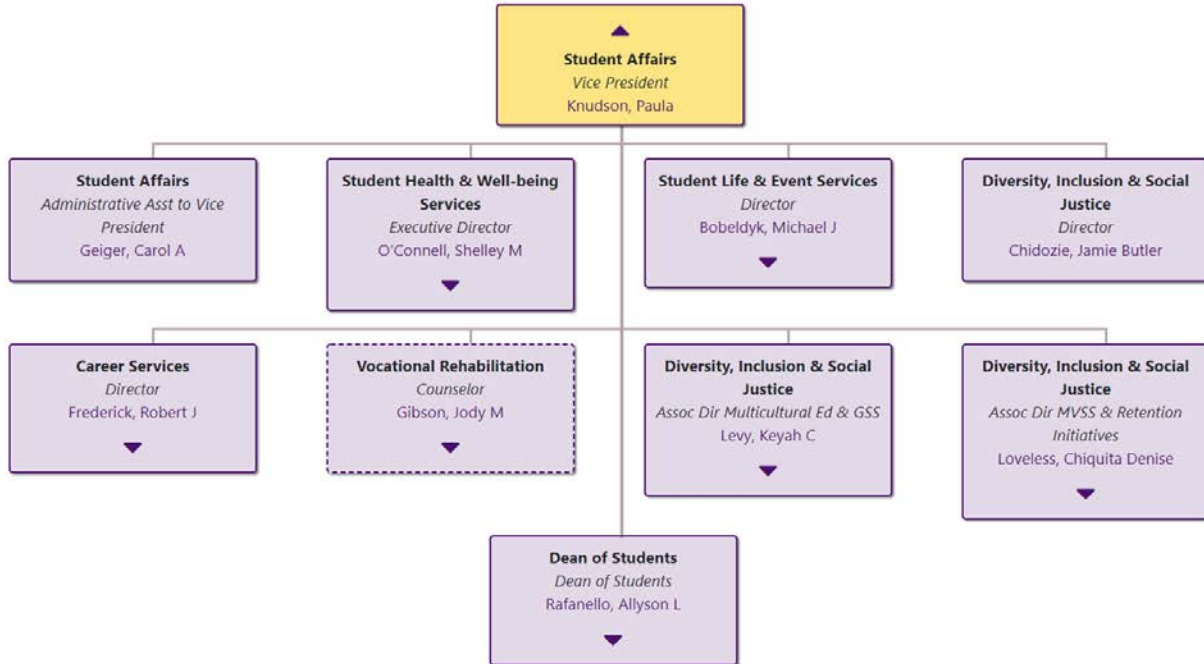 Student Affairs
Vice President
Knudson, Paula
Student Affairs
Administrative Asst to Vice
President
Geiger, Carol A
Student Health & Well-being
Services
Executive Director
O'Connell, Shelley M
Student Life & Event Services
Director
Bobeldyk, Michael J
Diversity, Inclusion & Social
Justice
Director
Chidozie, Jamie Butler
Career Services
Director
Frederick, Robert J
Vocational Rehabilitation
Counselor
Gibson, Jody M
Diversity, Inclusion & Social
Justice
Assoc Dir Multicultural Ed & GSS
Levy, Keyah C
Diversity, Inclusion & Social
Justice
Assoc Dir MVSS & Retention
Initiatives
Loveless, Chiquita Denise
Dean of Students
Dean of Students
Rafanello, Allyson L